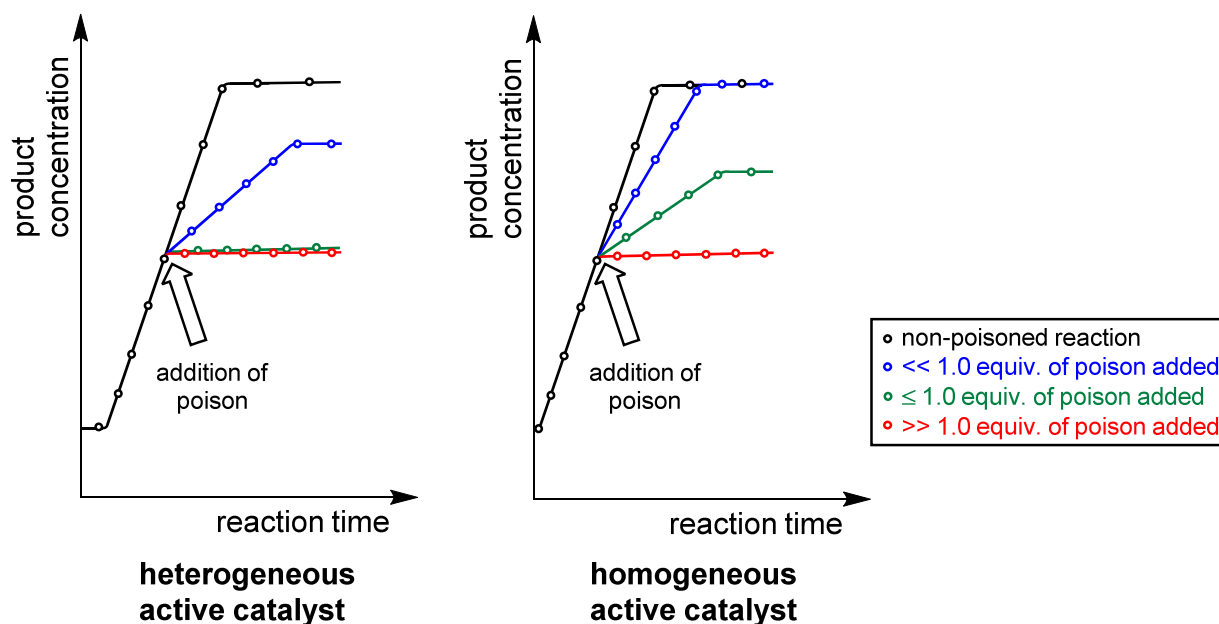 product
concentration
addition of
poison
reaction time
heterogeneous
active catalyst
product
concentration
addition of
poison
reaction time
homogeneous
active catalyst
non-poisoned reaction
<< 1.0 equiv. of poison added
≤ 1.0 equiv. of poison added
>> 1.0 equiv. of poison added